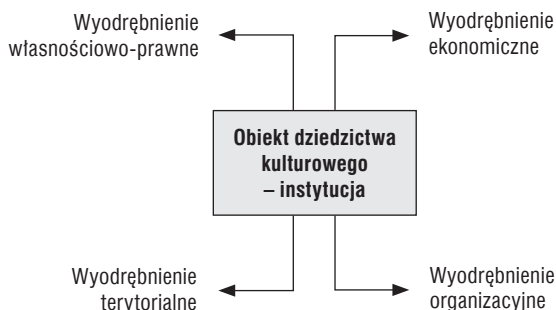 Wyodrębnienie
własnościowo-prawne
Wyodrębnienie
ekonomiczne
Obiekt dziedzictwa
kulturowego
– instytucja
Wyodrębnienie
terytorialne
Wyodrębnienie
organizacyjne